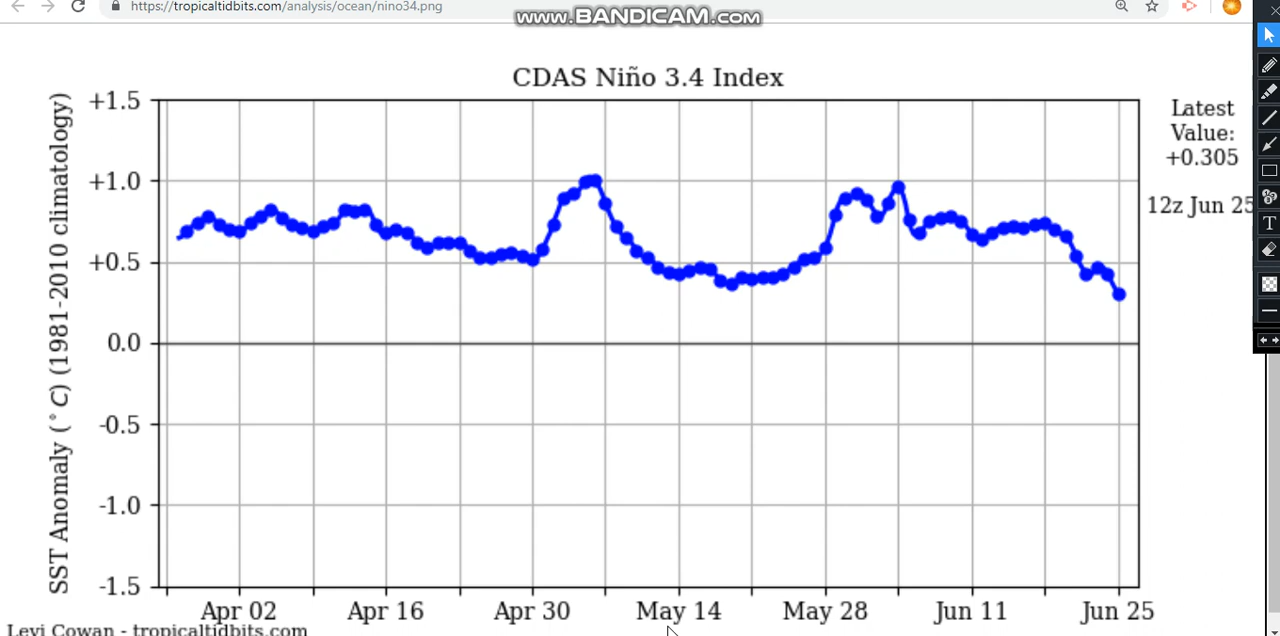 https://tropicaltidbits.com/analysis/ocean/nino34.png
www.BANDICAM.com
CDAS Niño 3.4 Index
SST Anomaly (°C) (1981-2010 climatology)
+1.5
+1.0
+0.5
0.0
-0.5
-1.0
-1.5
Apr 02 Apr 16 Apr 30 May 14 May 28 Jun 11 Jun 25
Latest
Value:
+0.305
12z Jun 25
Levi Cowan - tropicaltidbits.com
T